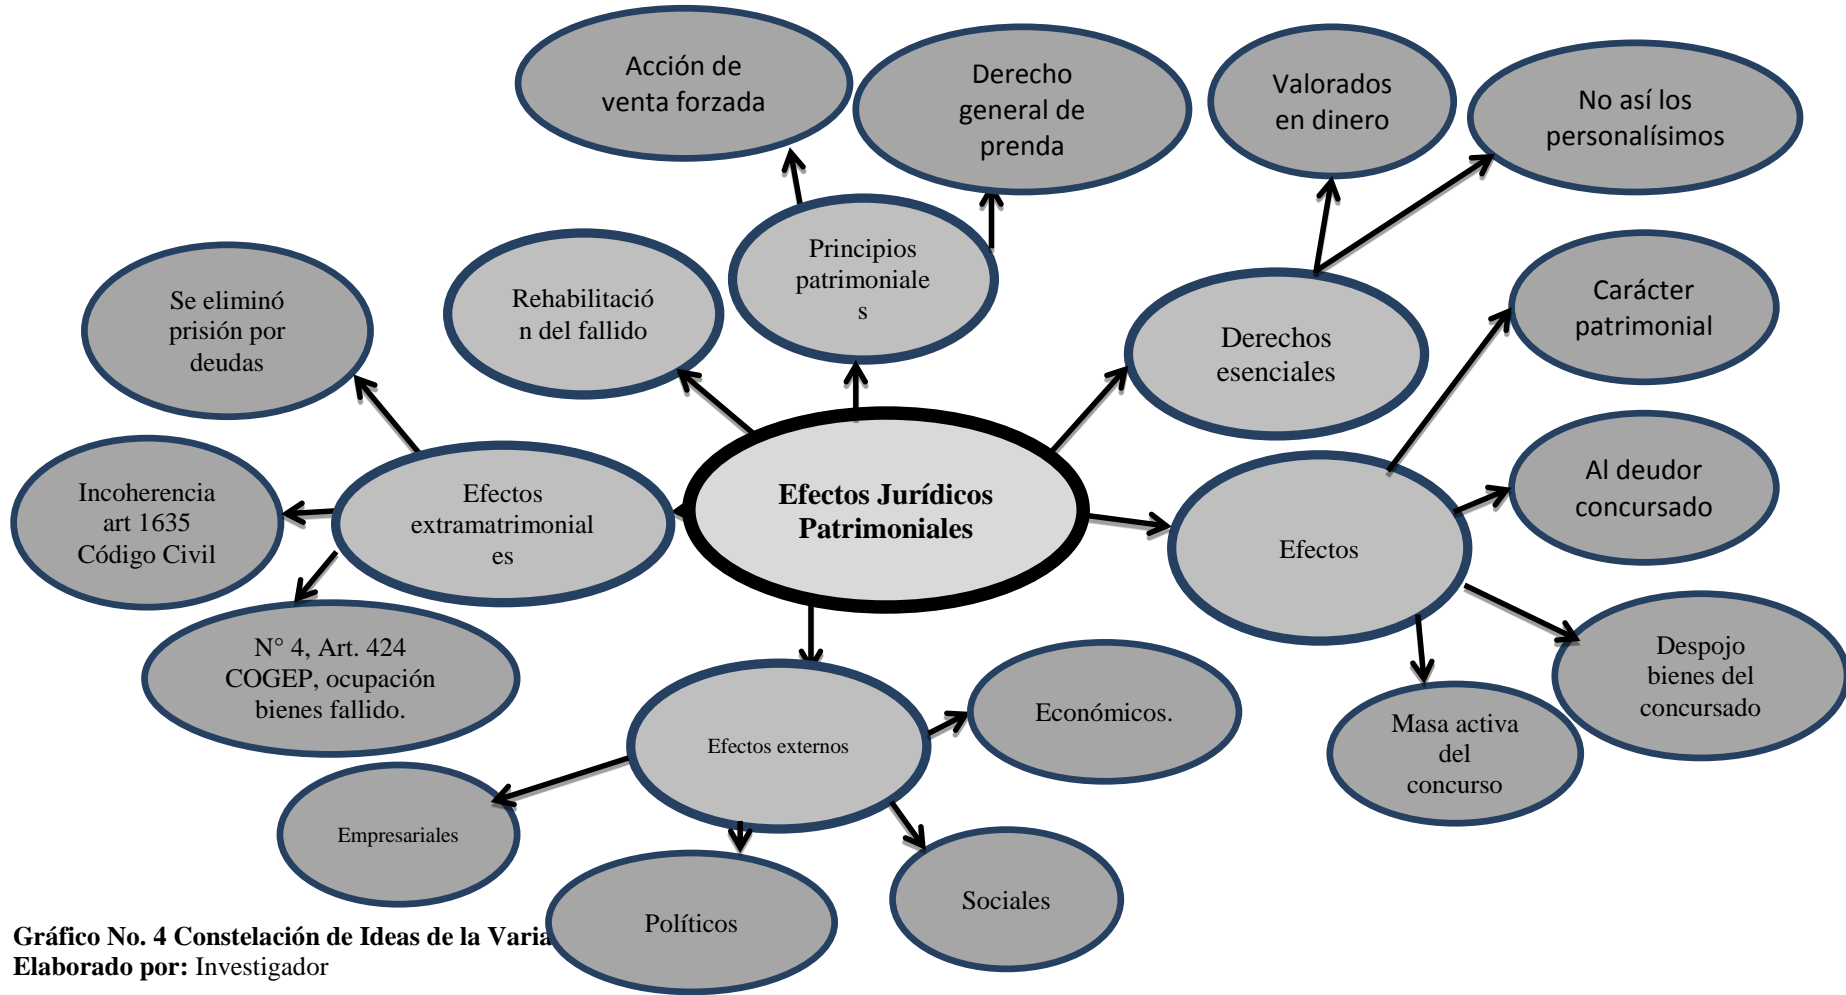 Acción de
venta forzada
Derecho
general de
prenda
Valorados
en dinero
No así los
personalísimos
Principios
patrimoniale
s
Rehabilitació
n del fallido
Se eliminó
prisión por
deudas
Derechos
esenciales
Carácter
patrimonial
Incoherencia
art 1635
Código Civil
Efectos
extramatrimonial
es
Efectos Jurídicos
Patrimoniales
Efectos
Al deudor
concursado
N° 4, Art. 424
COGEP, ocupación
bienes fallido.
Efectos externos
Económicos.
Masa activa
del
concurso
Despojo
bienes del
concursado
Empresariales
Políticos
Sociales
Gráfico No. 4 Constelación de Ideas de la Varia
Elaborado por: Investigador